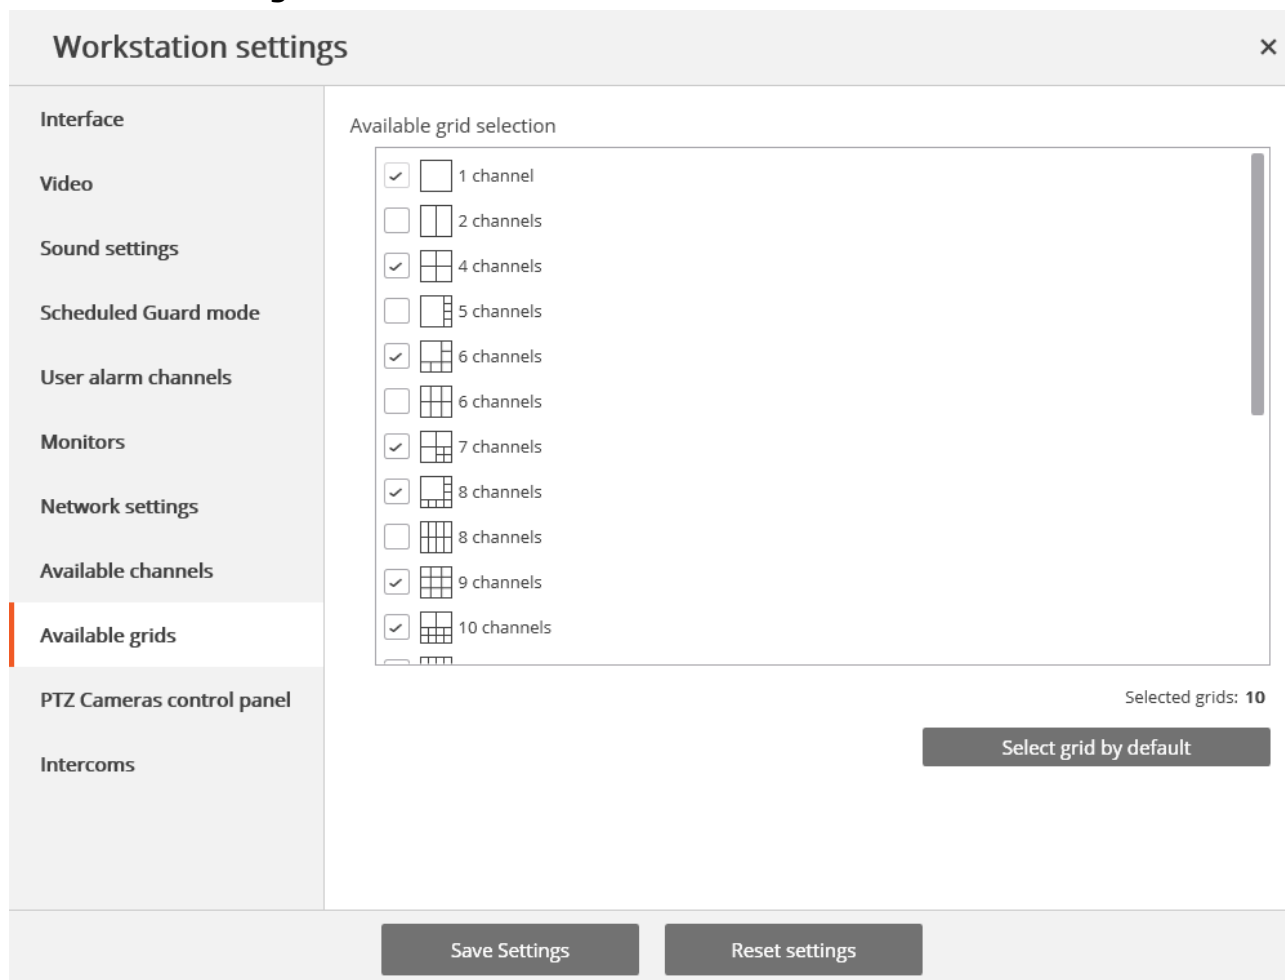 Workstation settings
Interface
Video
Sound settings
Scheduled Guard mode
User alarm channels
Monitors
Network settings
Available channels
Available grids
PTZ Cameras control panel
Intercoms
Available grid selection
1 channel
2 channels
4 channels
5 channels
6 channels
6 channels
7 channels
8 channels
8 channels
9 channels
10 channels
Selected grids: 10
Select grid by default
Save Settings
Reset settings